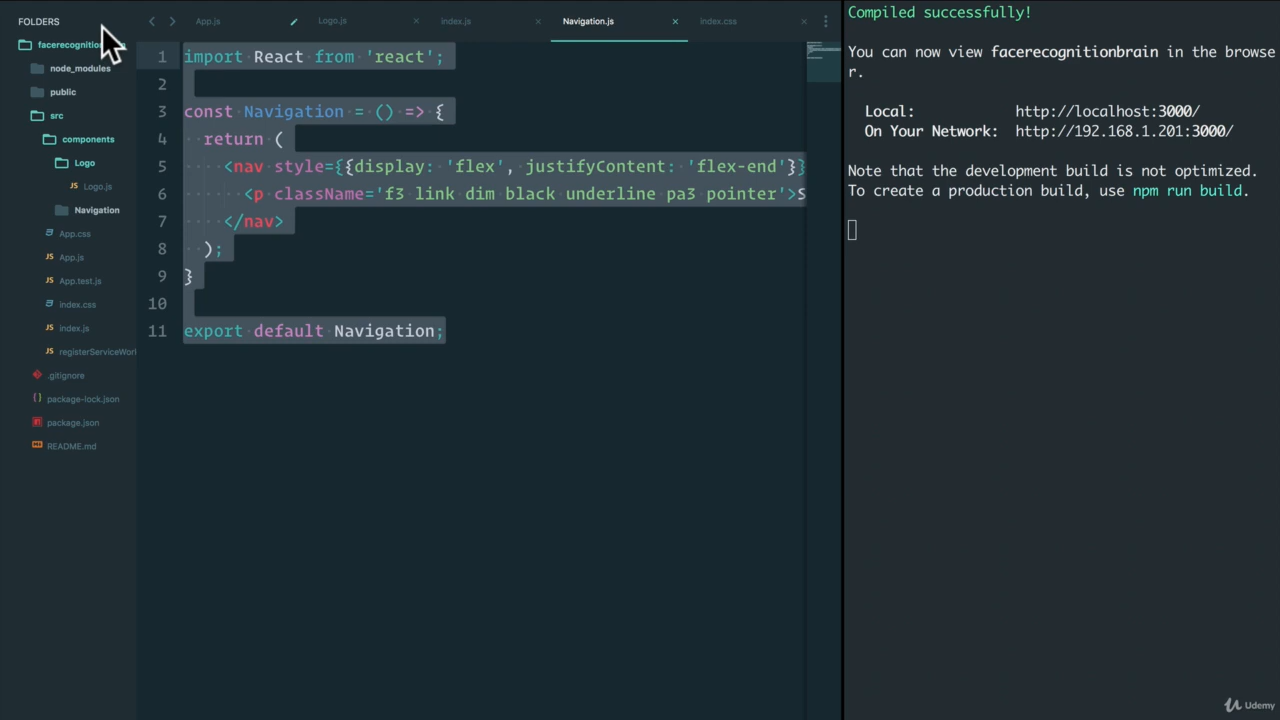 FOLDERS
facerecognitio
node_modules
public
src
components
Logo
Logo.js
Navigation
App.css
App.js
App.test.js
index.css
index.js
registerServiceWor
.gitignore
package-lock.json
package.json
README.md
App.js
Logo.js
index.js
Navigation.js
index.css
1 import React from 'react';
2
3 const Navigation = () => {
4 return (
5 <nav style={{display: 'flex', justifyContent: 'flex-end'}}
6 <p className='f3 link dim black underline pa3 pointer'>S
7 </nav>
8 );
9 }
10
11 export default Navigation;
Compiled successfully!
You can now view facerecognitionbrain in the browse
r.
Local: http://localhost:3000/
On Your Network: http://192.168.1.201:3000/
Note that the development build is not optimized.
To create a production build, use npm run build.
Udemy